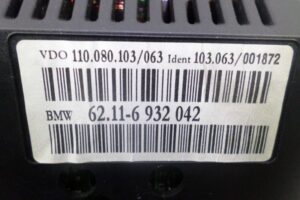 VDO 110.080.103/063 Ident 103.063/001872
BMW 62.11-6 932 042